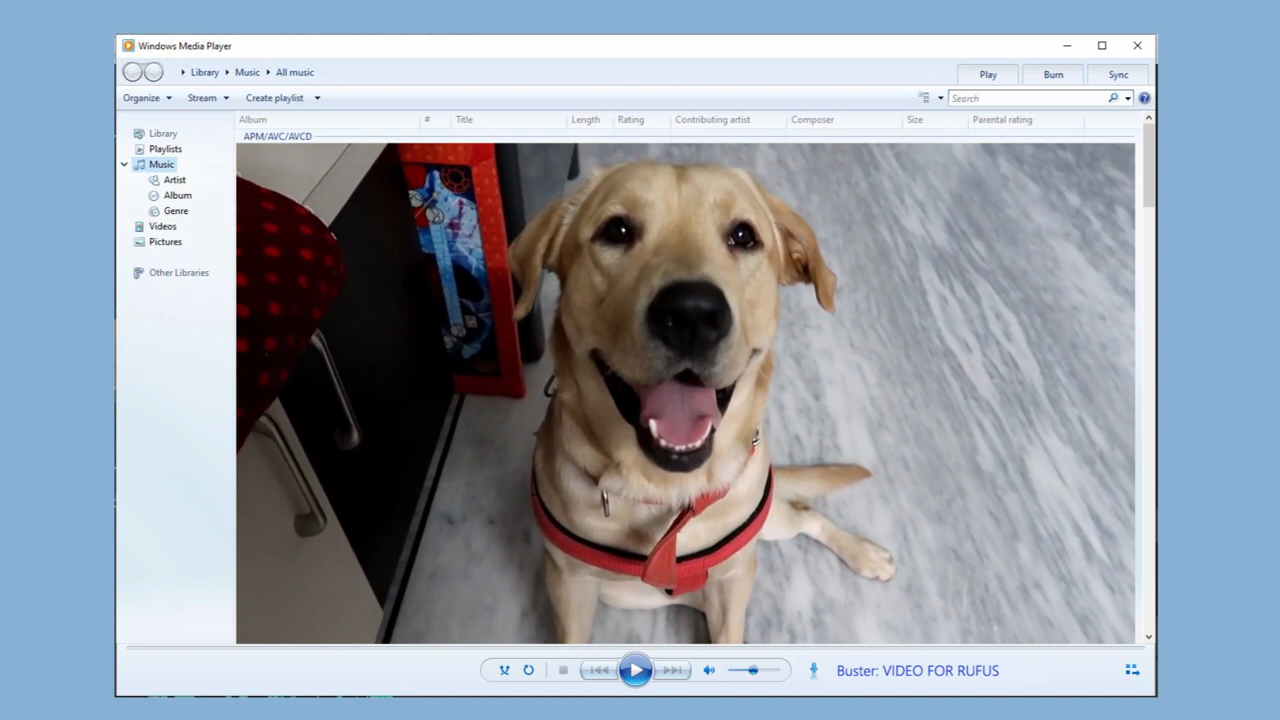 Windows Media Player
Library Music All music
Play Burn Sync
Organize Stream Create playlist Search
Album # Title Length Rating Contributing artist Composer Size Parental rating
APM/AVC/AVCD
Library
Playlists
Music
Artist
Album
Genre
Videos
Pictures
Other Libraries
Buster: VIDEO FOR RUFUS